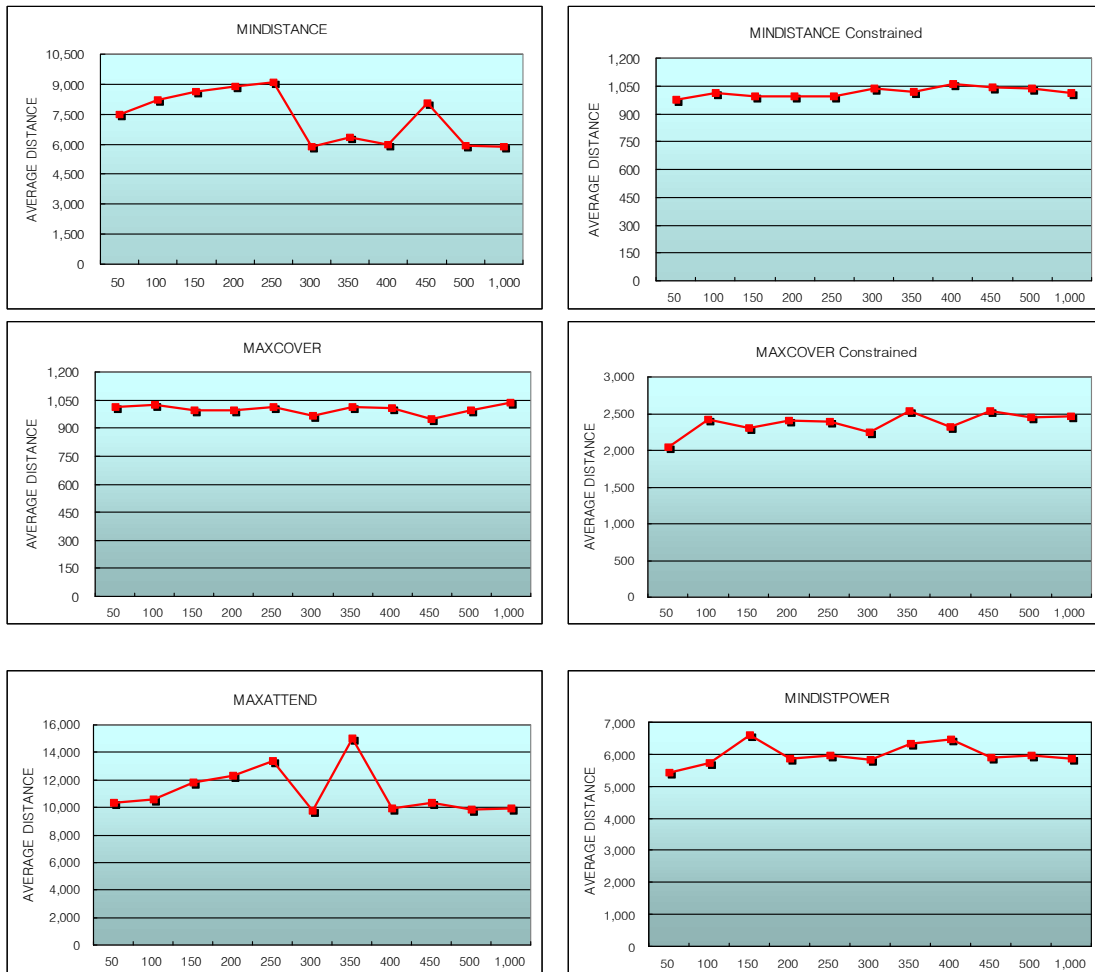 MINDISTANCE
AVERAGE DISTANCE
10,500
9,000
7,500
6,000
4,500
3,000
1,500
0
50 100 150 200 250 300 350 400 450 500 1,000
MINDISTANCE Constrained
AVERAGE DISTANCE
1,200
1,050
900
750
600
450
300
150
0
50 100 150 200 250 300 350 400 450 500 1,000
MAXCOVER
AVERAGE DISTANCE
1,200
1,050
900
750
600
450
300
150
0
50 100 150 200 250 300 350 400 450 500 1,000
MAXCOVER Constrained
AVERAGE DISTANCE
3,000
2,500
2,000
1,500
1,000
500
0
50 100 150 200 250 300 350 400 450 500 1,000
MAXATTEND
AVERAGE DISTANCE
16,000
14,000
12,000
10,000
8,000
6,000
4,000
2,000
0
50 100 150 200 250 300 350 400 450 500 1,000
MINDISTPOWER
AVERAGE DISTANCE
7,000
6,000
5,000
4,000
3,000
2,000
1,000
0
50 100 150 200 250 300 350 400 450 500 1,000